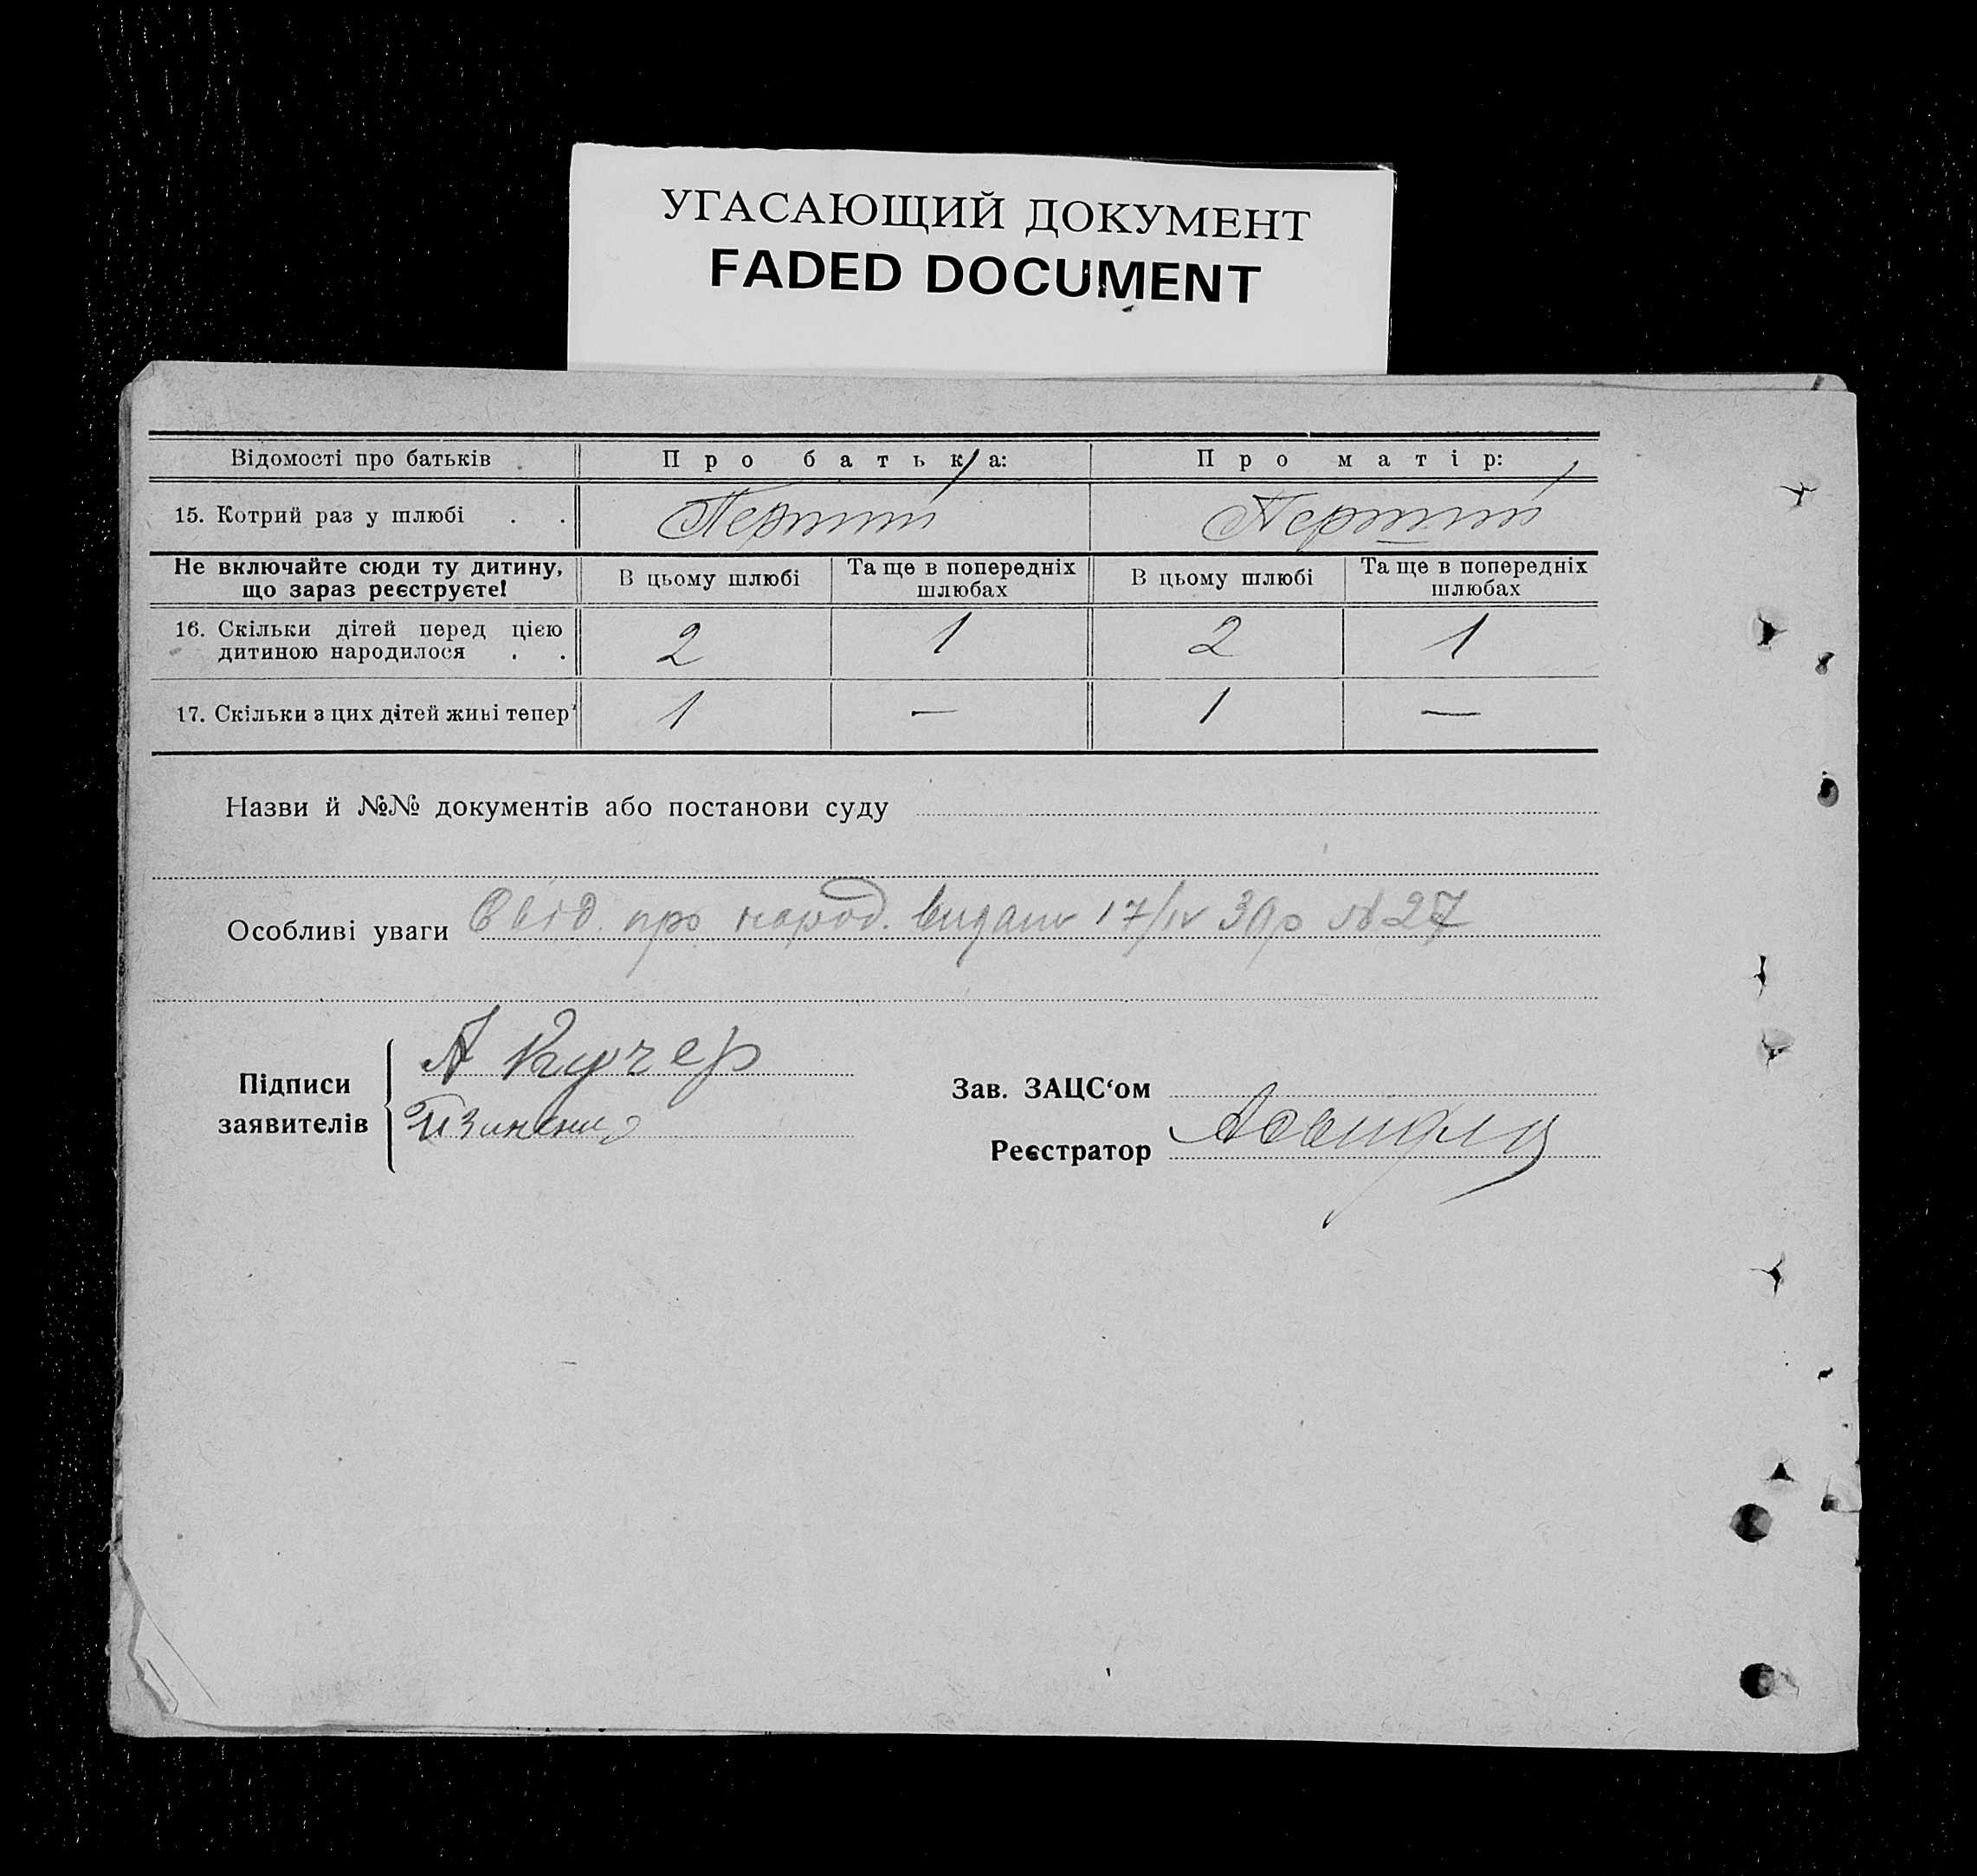 УГАСАЮЩИЙ ДОКУМЕНТ
FADED DOCUMENT
Відомості про батьків
Про батька:
Про матір:
15. Котрий раз у шлюбі . .
Перший
Перший
Не включайте сюди ту дитину,
що зараз реєструєте!
В цьому шлюбі
Та ще в попередніх
шлюбах
В цьому шлюбі
Та ще в попередніх
шлюбах
16. Скільки дітей перед цією
дитиною народилося . .
2
1
2
1
17. Скільки з цих дітей живі тепер
1
—
1
—
Назви й №№ документів або постанови суду
Особливі уваги Свід. про народ. видано 17/IV 39р №27
Підписи
заявителів
А Кучер
Зав. ЗАЦС‘ом
Реєстратор